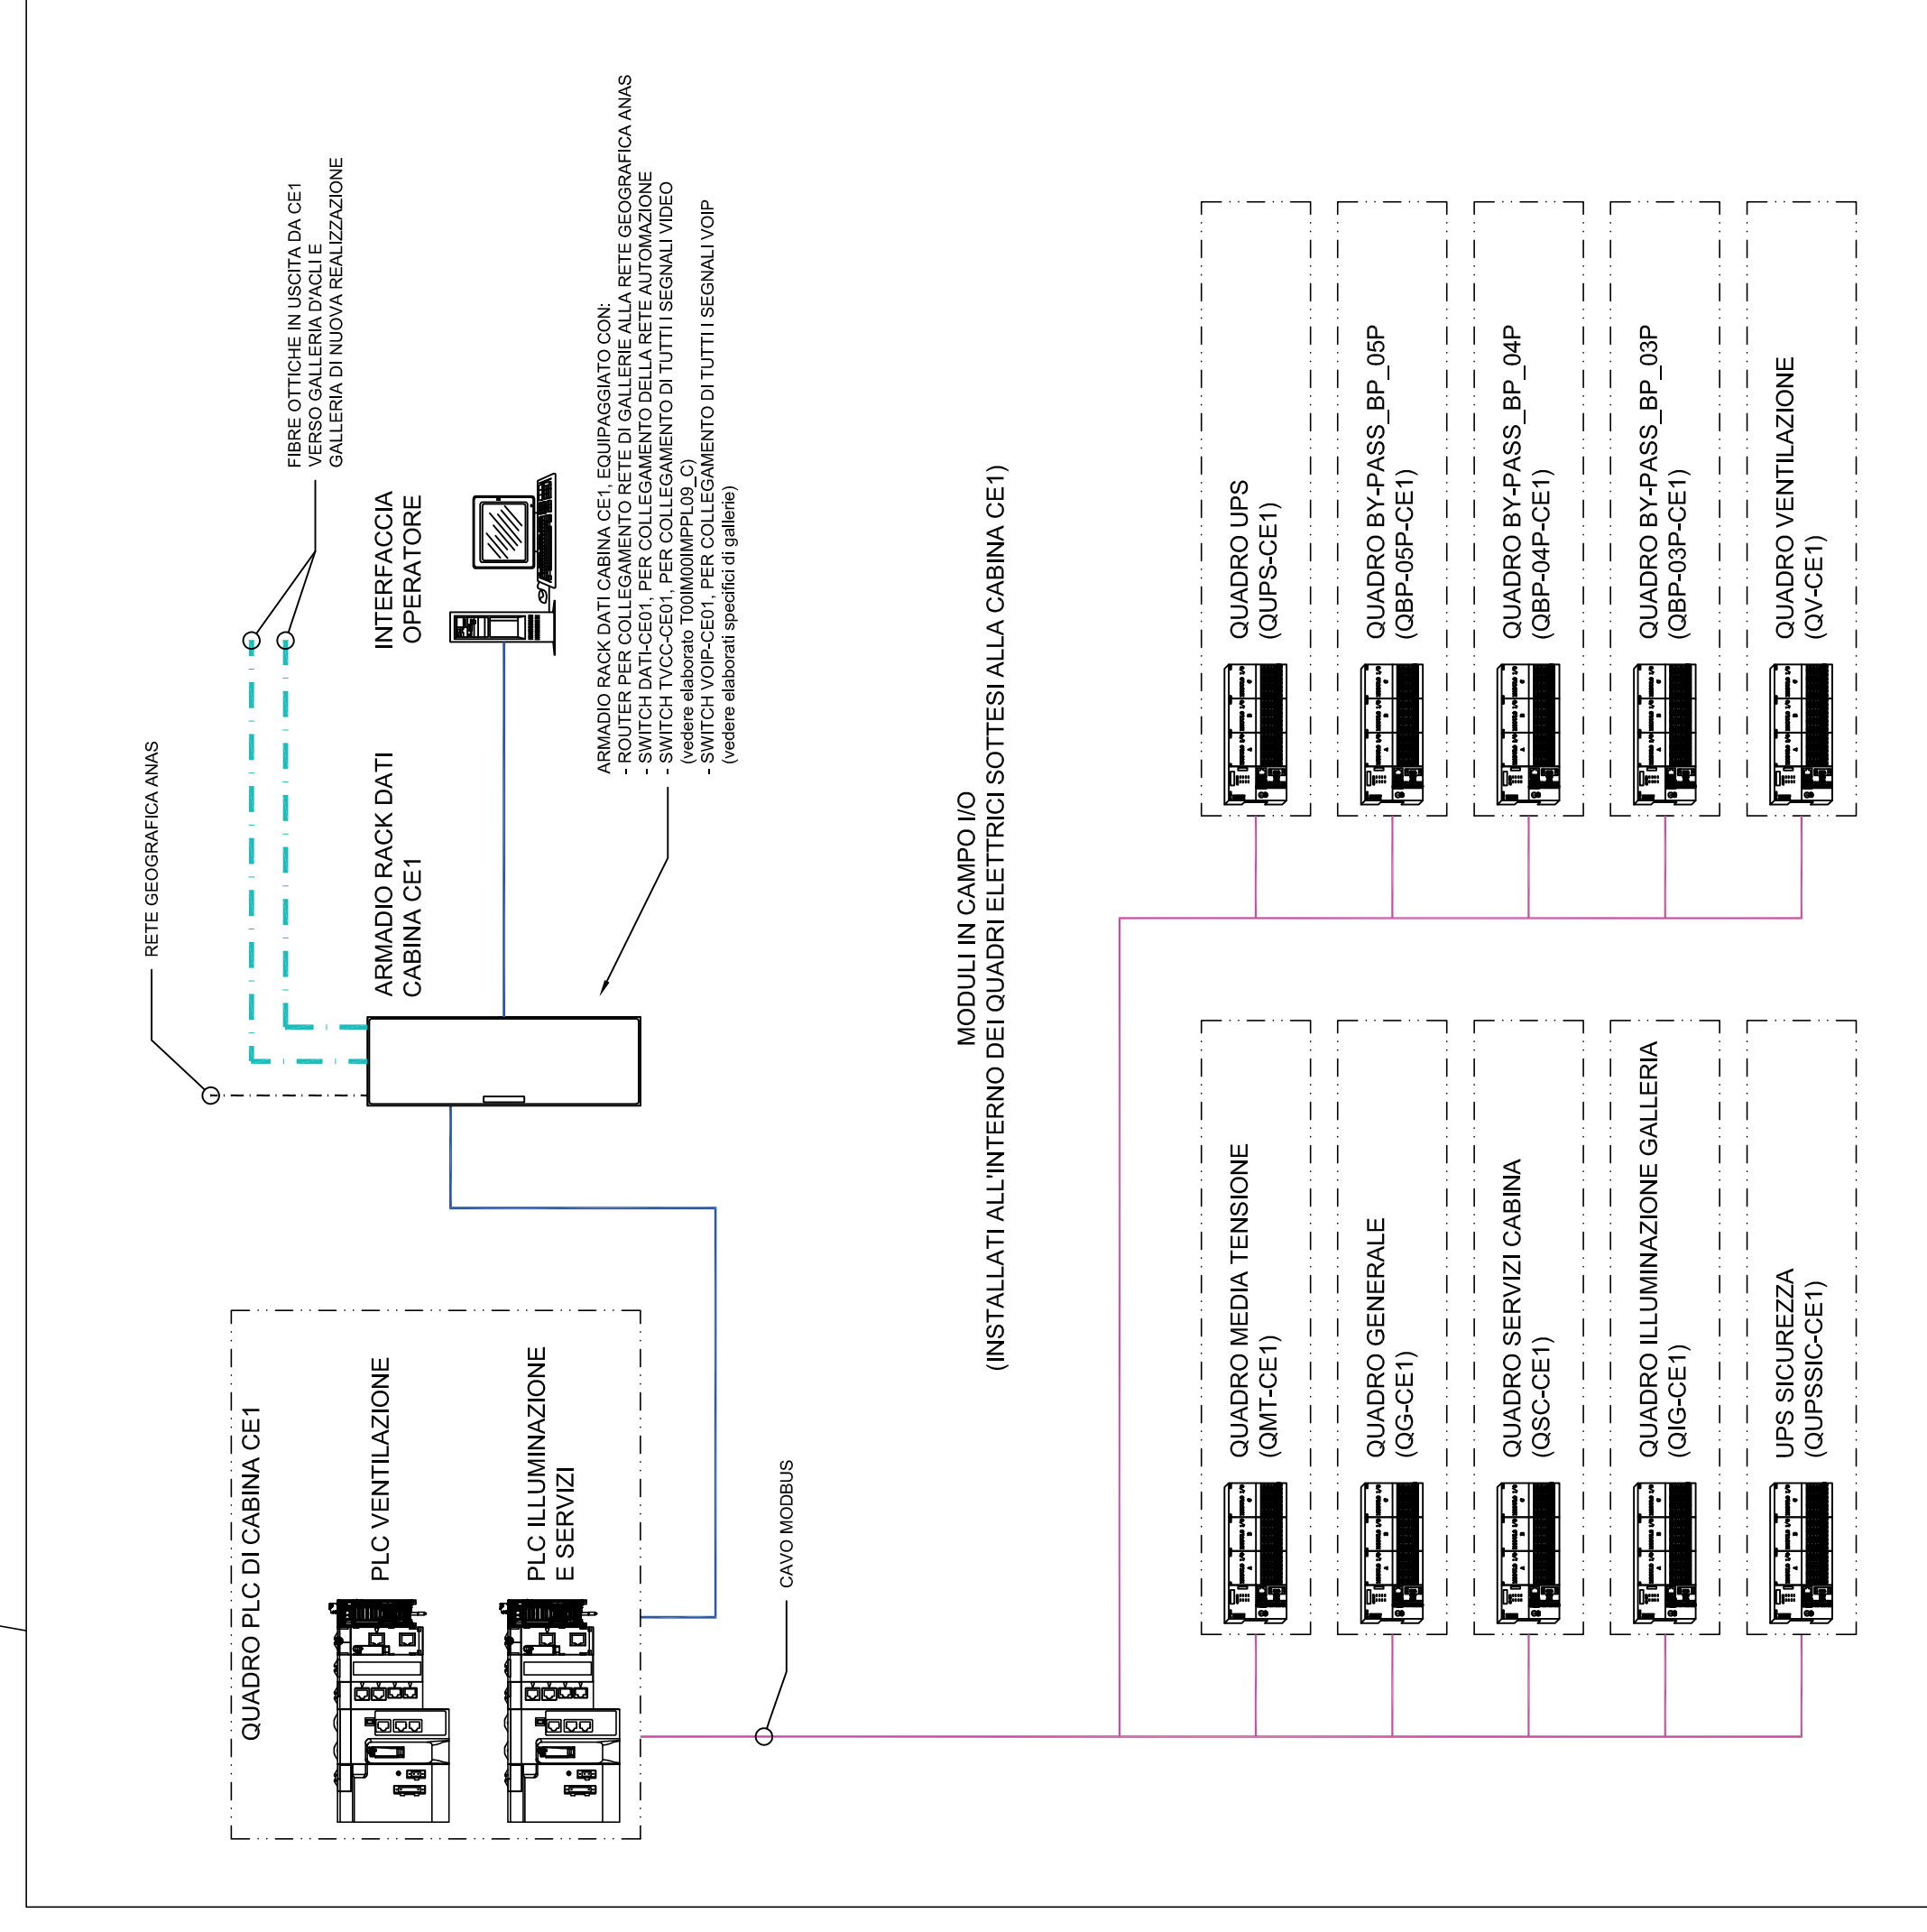 QUADRO PLC DI CABINA CE1
PLC VENTILAZIONE
PLC ILLUMINAZIONE
E SERVIZI
CAVO MODBUS
RETE GEOGRAFICA ANAS
FIBRE OTTICHE IN USCITA DA CE1
VERSO GALLERIA D'ACLI E
GALLERIA DI NUOVA REALIZZAZIONE
ARMADIO RACK DATI
CABINA CE1
INTERFACCIA
OPERATORE
ARMADIO RACK DATI CABINA CE1, EQUIPAGGIATO CON:
- ROUTER PER COLLEGAMENTO RETE DI GALLERIE ALLA RETE GEOGRAFICA ANAS
- SWITCH DATI-CE01, PER COLLEGAMENTO DELLA RETE AUTOMAZIONE
- SWITCH TVCC-CE01, PER COLLEGAMENTO DI TUTTI I SEGNALI VIDEO
(vedere elaborato T00IM00IMPPL09_C)
- SWITCH VOIP-CE01, PER COLLEGAMENTO DI TUTTI I SEGNALI VOIP
(vedere elaborati specifici di gallerie)
MODULI IN CAMPO I/O
(INSTALLATI ALL'INTERNO DEI QUADRI ELETTRICI SOTTESI ALLA CABINA CE1)
QUADRO MEDIA TENSIONE
(QMT-CE1)
QUADRO GENERALE
(QG-CE1)
QUADRO SERVIZI CABINA
(QSC-CE1)
QUADRO ILLUMINAZIONE GALLERIA
(QIG-CE1)
UPS SICUREZZA
(QUPSSIC-CE1)
QUADRO UPS
(QUPS-CE1)
QUADRO BY-PASS_BP_05P
(QBP-05P-CE1)
QUADRO BY-PASS_BP_04P
(QBP-04P-CE1)
QUADRO BY-PASS_BP_03P
(QBP-03P-CE1)
QUADRO VENTILAZIONE
(QV-CE1)